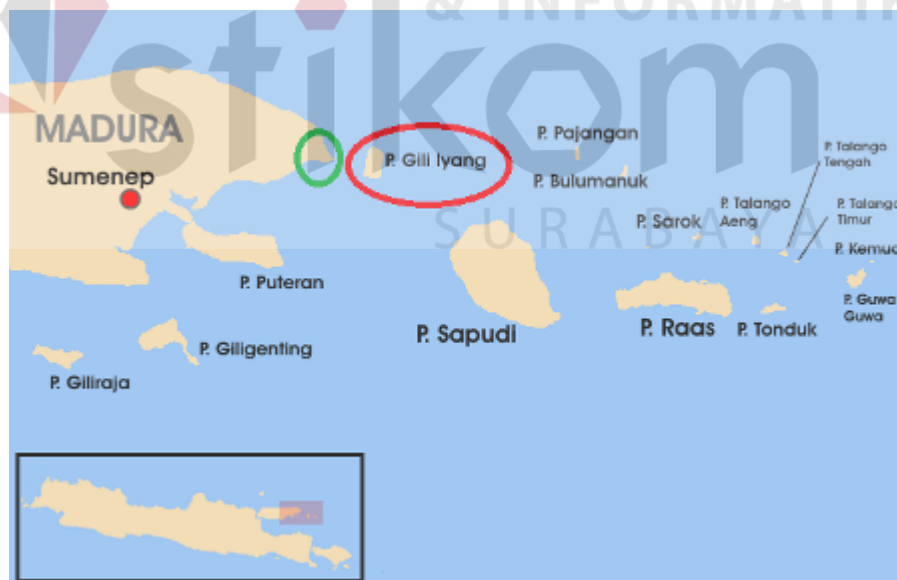 & INFORMATIK
stikom
SURABAYA
MADURA
Sumenep
P. Gili Iyang
P. Pajangan
P. Bulumanuk
P. Talango
Tengah
P. Talango
Timur
P. Talango
Aeng
P. Sarok
P. Kemud
P. Puteran
P. Guwa
Guwa
P. Sapudi
P. Raas
P. Tonduk
P. Giligenting
P. Giliraja